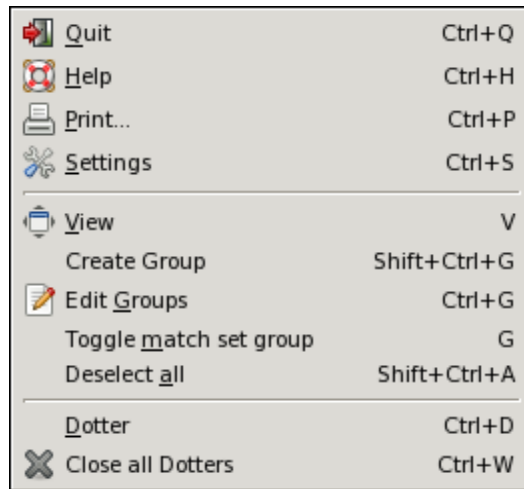 Quit Ctrl+Q
Help Ctrl+H
Print... Ctrl+P
Settings Ctrl+S
View V
Create Group Shift+Ctrl+G
Edit Groups Ctrl+G
Toggle match set group G
Deselect all Shift+Ctrl+A
Dotter Ctrl+D
Close all Dotters Ctrl+W